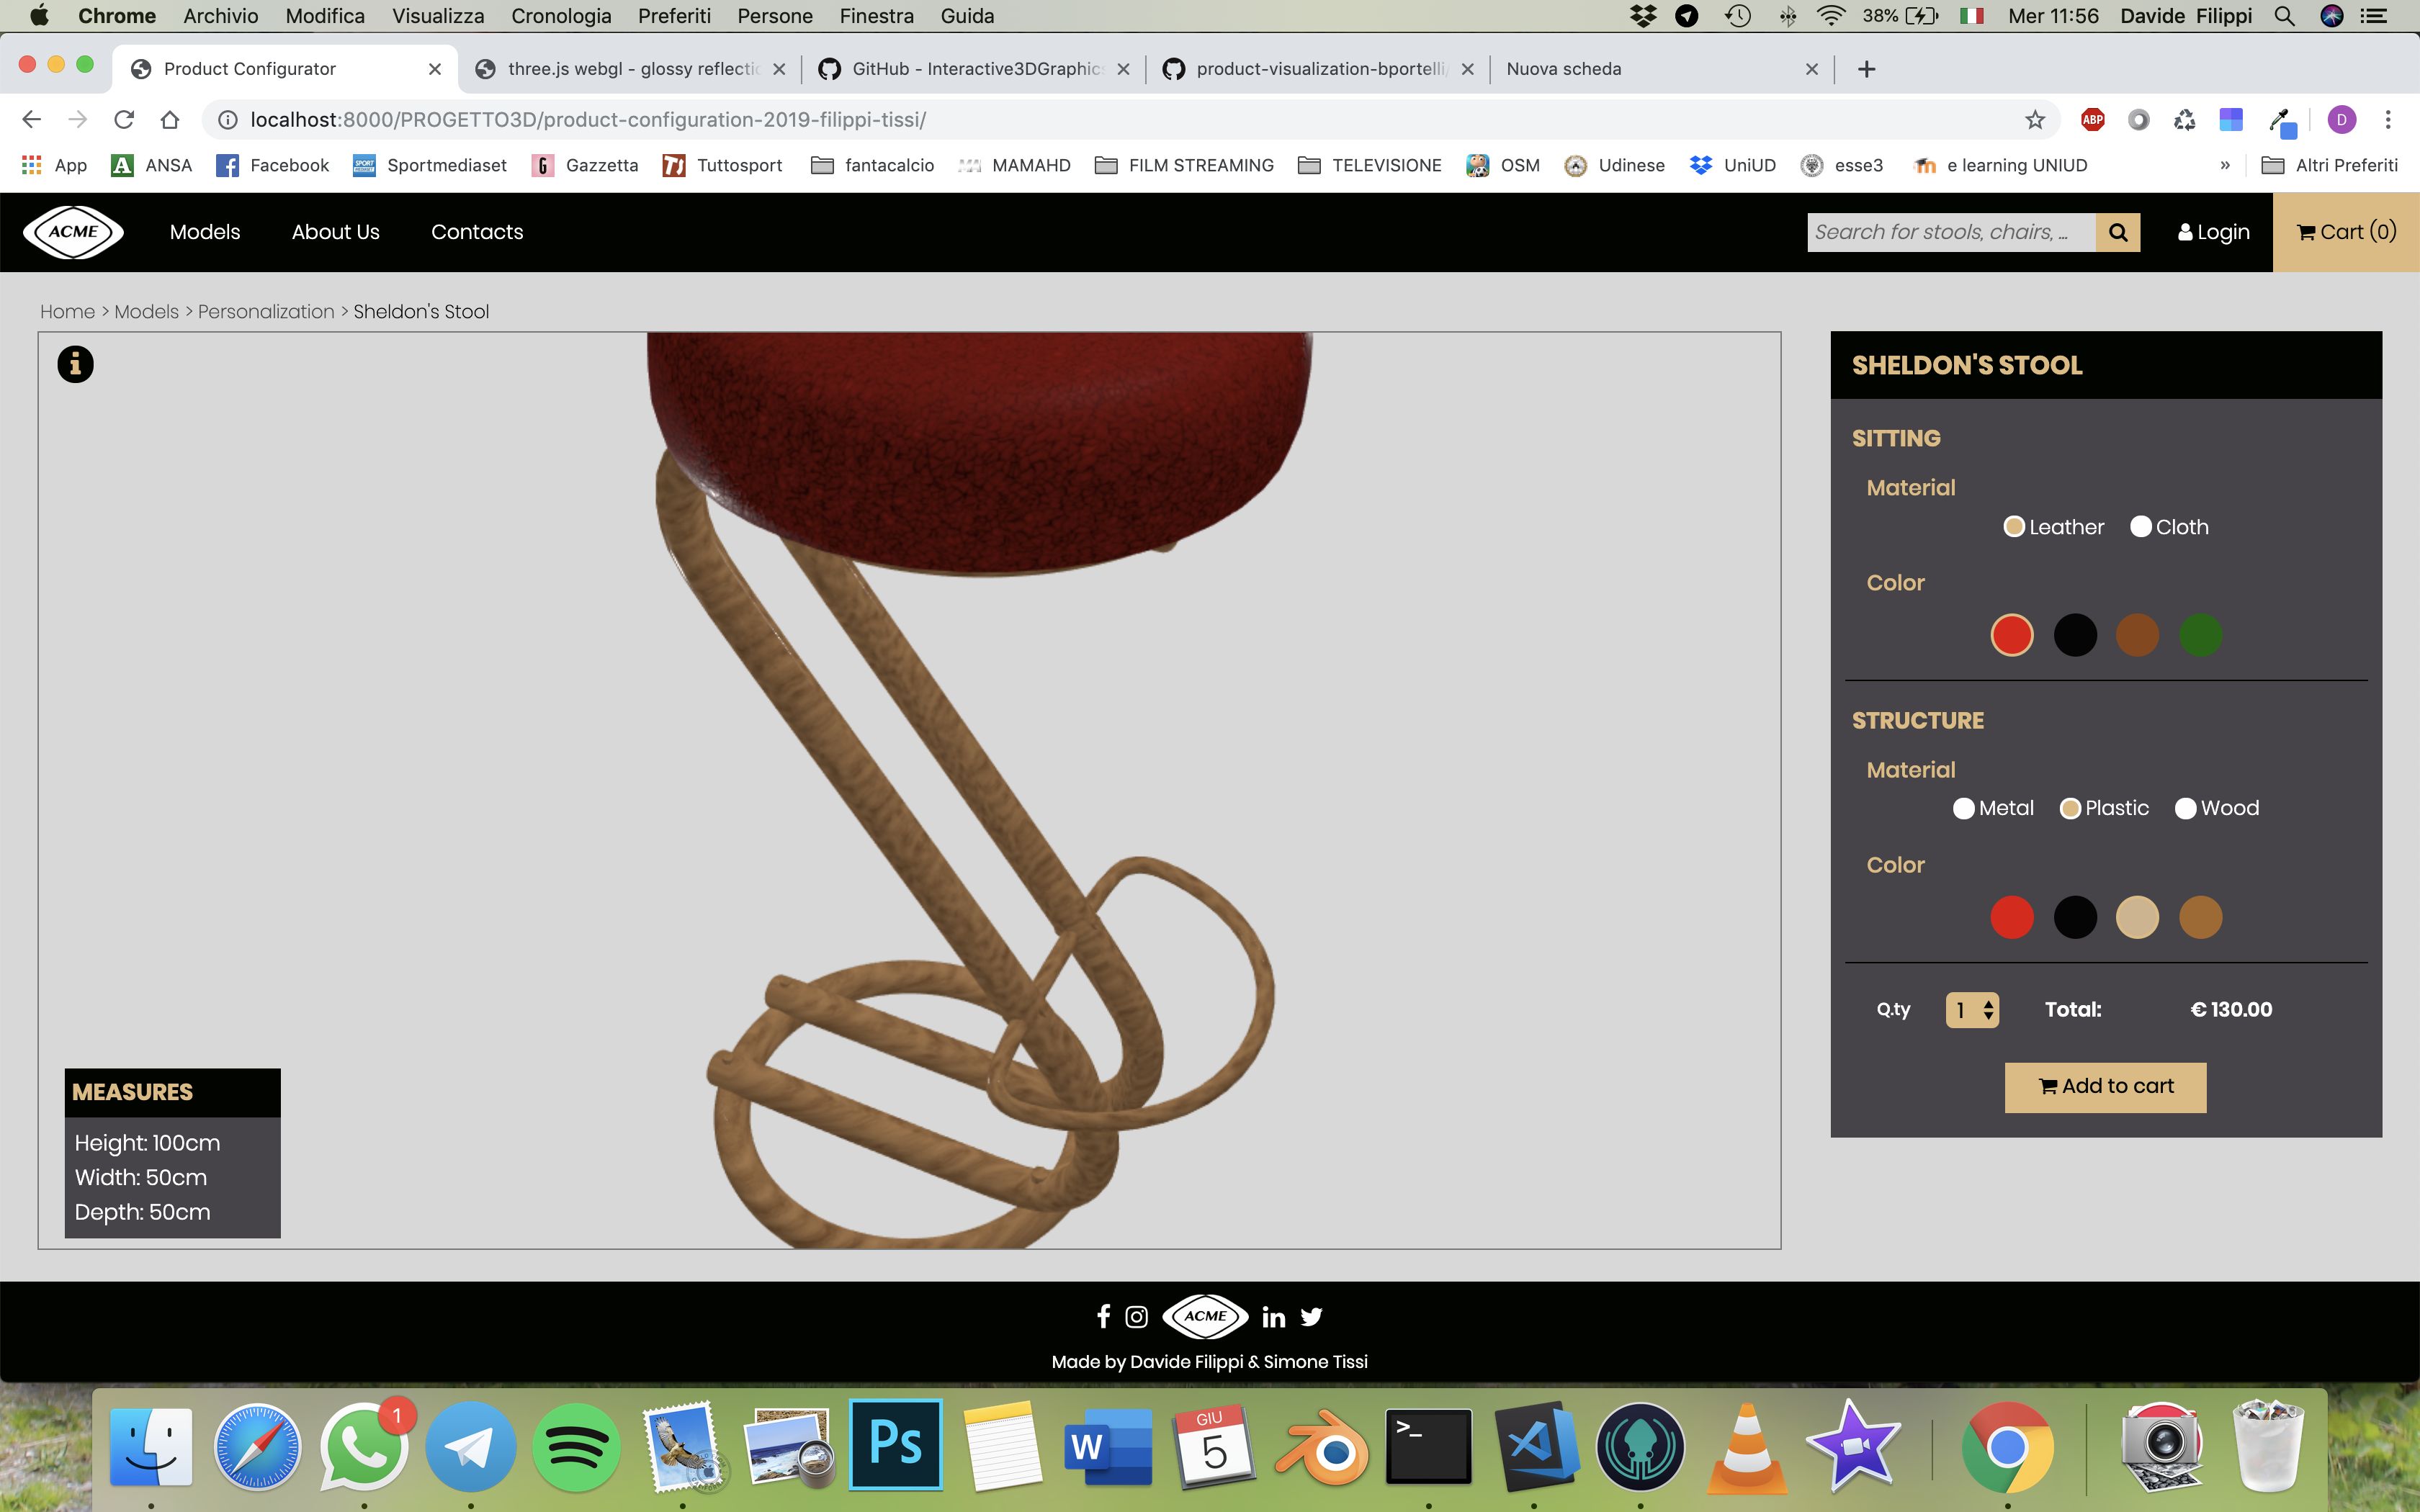 Chrome Archivio Modifica Visualizza Cronologia Preferiti Persone Finestra Guida 38% Mer 11:56 Davide Filippi
Product Configurator three.js webgl - glossy reflectio GitHub - Interactive3DGraphics product-visualization-bportelli/ Nuova scheda
localhost:8000/PROGETTO3D/product-configuration-2019-filippi-tissi/ ABP D
App ANSA Facebook Sportmediaset Gazzetta Tuttosport fantacalcio MAMAHD FILM STREAMING TELEVISIONE OSM Udinese UniUD esse3 e learning UNIUD » Altri Preferiti
ACME Models About Us Contacts Search for stools, chairs, ... Login Cart (0)
Home > Models > Personalization > Sheldon's Stool
SHELDON'S STOOL
SITTING
Material
Leather Cloth
Color
STRUCTURE
Material
Metal Plastic Wood
Color
Q.ty 1 Total: € 130.00
Add to cart
MEASURES
Height: 100cm
Width: 50cm
Depth: 50cm
ACME
Made by Davide Filippi & Simone Tissi
1 Ps W GIU 5 >_